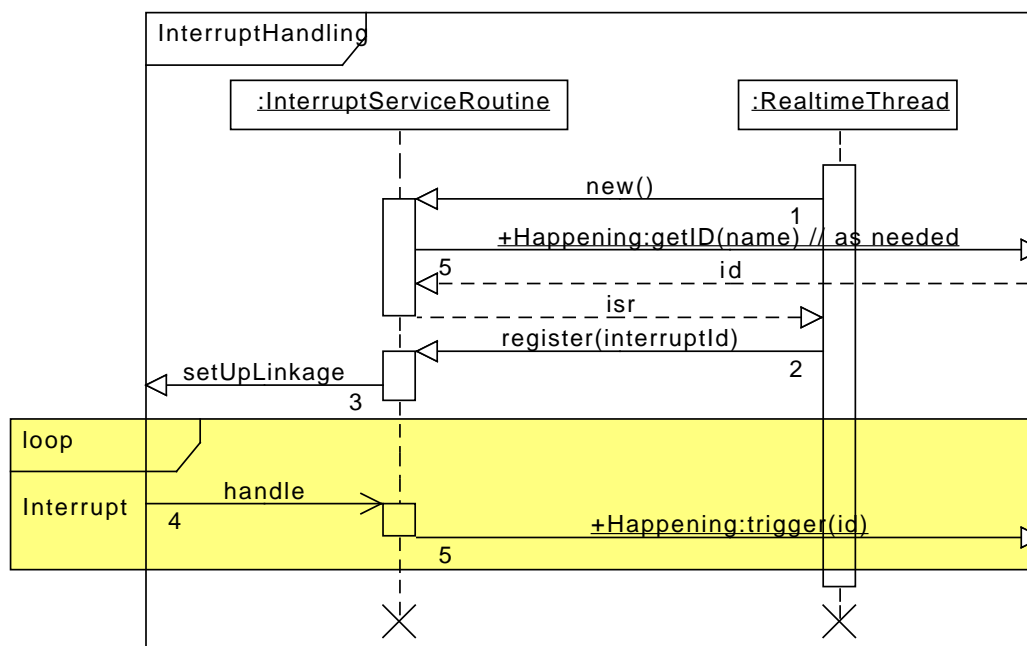 InterruptHandling
:InterruptServiceRoutine
:RealtimeThread
new()
1
+Happening:getID(name) // as needed
5
id
isr
register(interruptId)
2
setUpLinkage
3
loop
Interrupt
handle
4
+Happening:trigger(id)
5